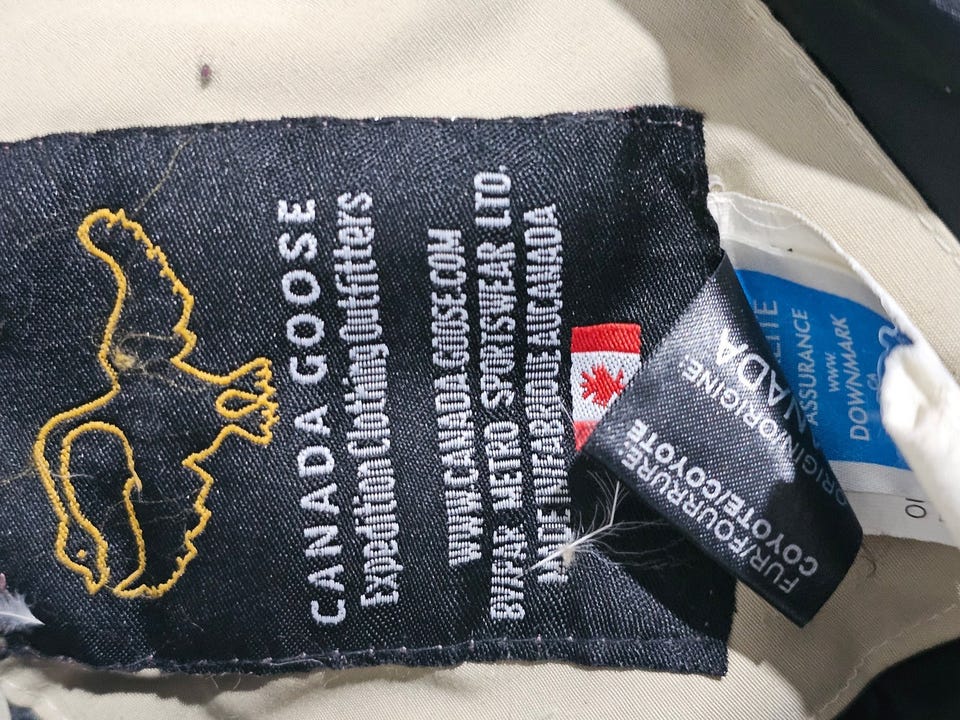 CANADA GOOSE
Expedition Clothing Outfitters
WWW.CANADAGOOSE.COM
BY/PAR METRO SPORTSWEAR LTD.
MADE IN/FABRIQUÉ AU CANADA
FUR/FOURRURE:
COYOTE/COYOTE
ORIGIN/ORIGINE:
CANADA
ASSURANCE
www.
DOWNMARK